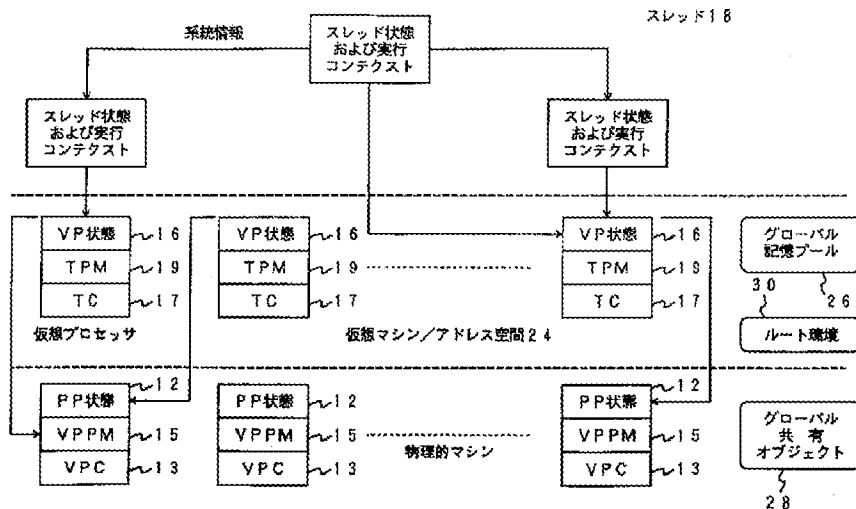 スレッド18
系統情報
スレッド状態
および実行
コンテクスト
スレッド状態
および実行
コンテクスト
スレッド状態
および実行
コンテクスト
VP状態
16
TPM
19
TC
17
仮想プロセッサ
VP状態
16
TPM
19
TC
17
仮想マシン/アドレス空間24
VP状態
16
TPM
19
TC
17
グローバル
記憶プール
30
26
ルート環境
12
PP状態
VPPM
15
VPC
13
PP状態
12
VPPM
15
VPC
13
物理的マシン
12
PP状態
VPPM
15
VPC
13
グローバル
共有
オブジェクト
28